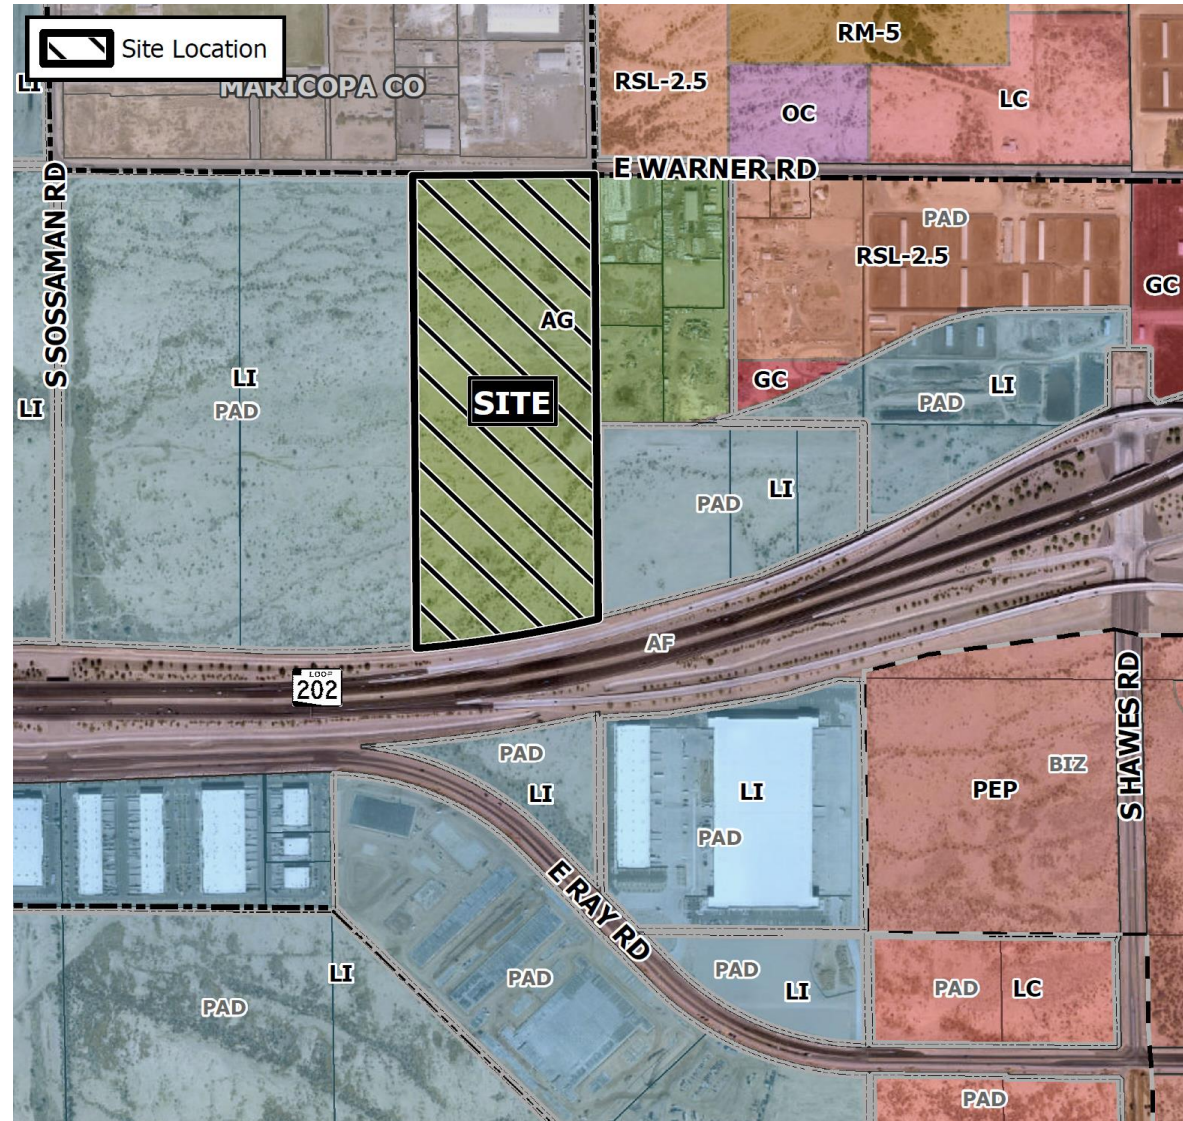 Site Location
LI
MARICOPA CO
RM-5
RSL-2.5
OC
LC
E WARNER RD
S SOSSAMAN RD
PAD
RSL-2.5
GC
AG
LI
PAD
LI
SITE
GC
PAD
LI
PAD
LI
AF
LOOP
202
S HAWES RD
PAD
LI
LI
PAD
BIZ
PEP
E RAY RD
LI
PAD
PAD
PAD
LI
PAD
LC
PAD